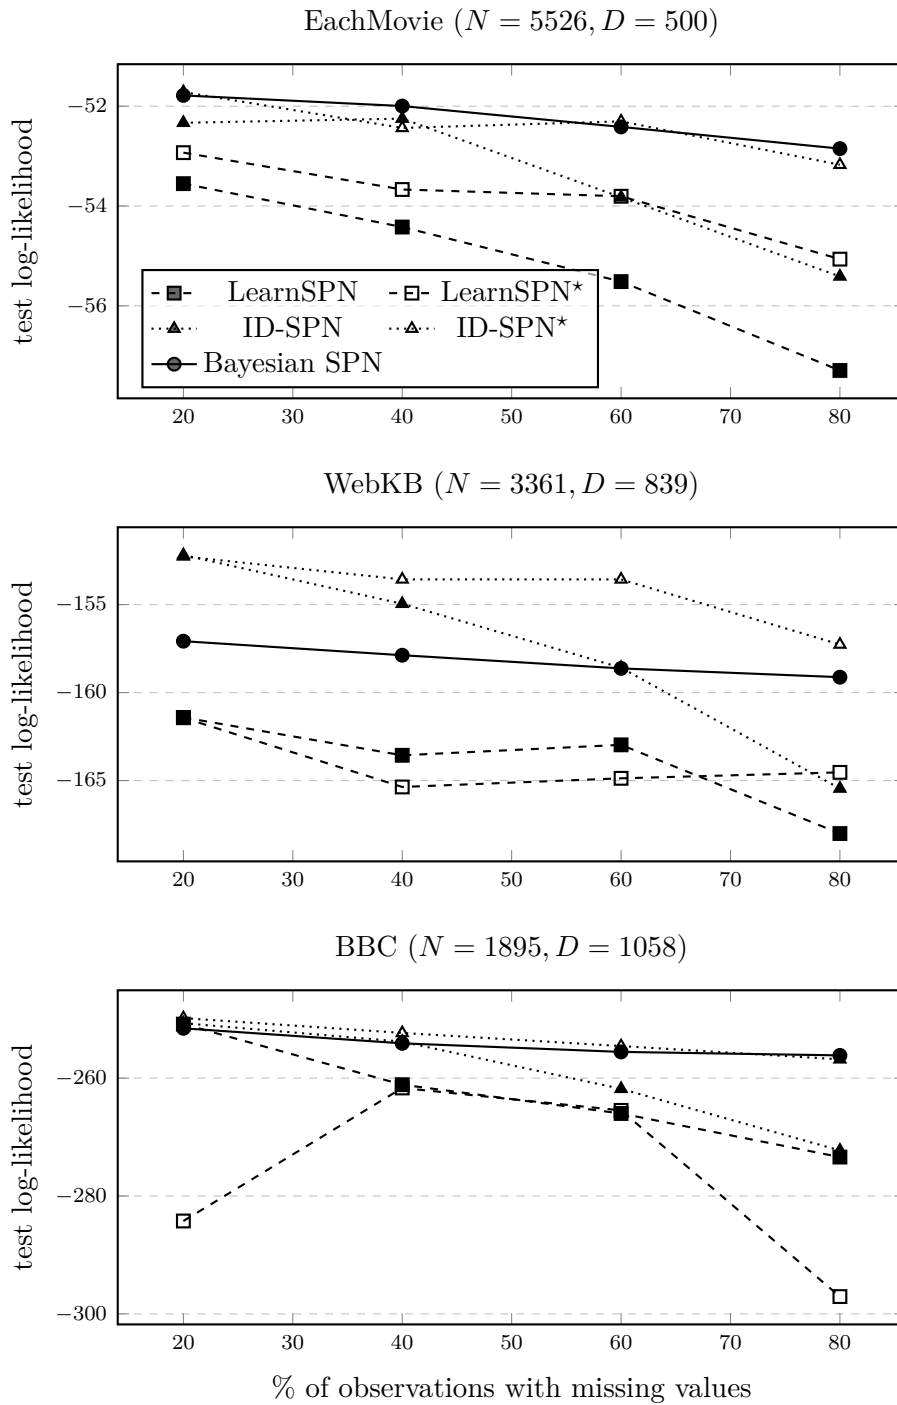 EachMovie (N = 5526, D = 500)
test log-likelihood
−52
−54
−56
LearnSPN LearnSPN⋆
ID-SPN ID-SPN⋆
Bayesian SPN
20 30 40 50 60 70 80
WebKB (N = 3361, D = 839)
test log-likelihood
−155
−160
−165
20 30 40 50 60 70 80
BBC (N = 1895, D = 1058)
test log-likelihood
−260
−280
−300
20 30 40 50 60 70 80
% of observations with missing values